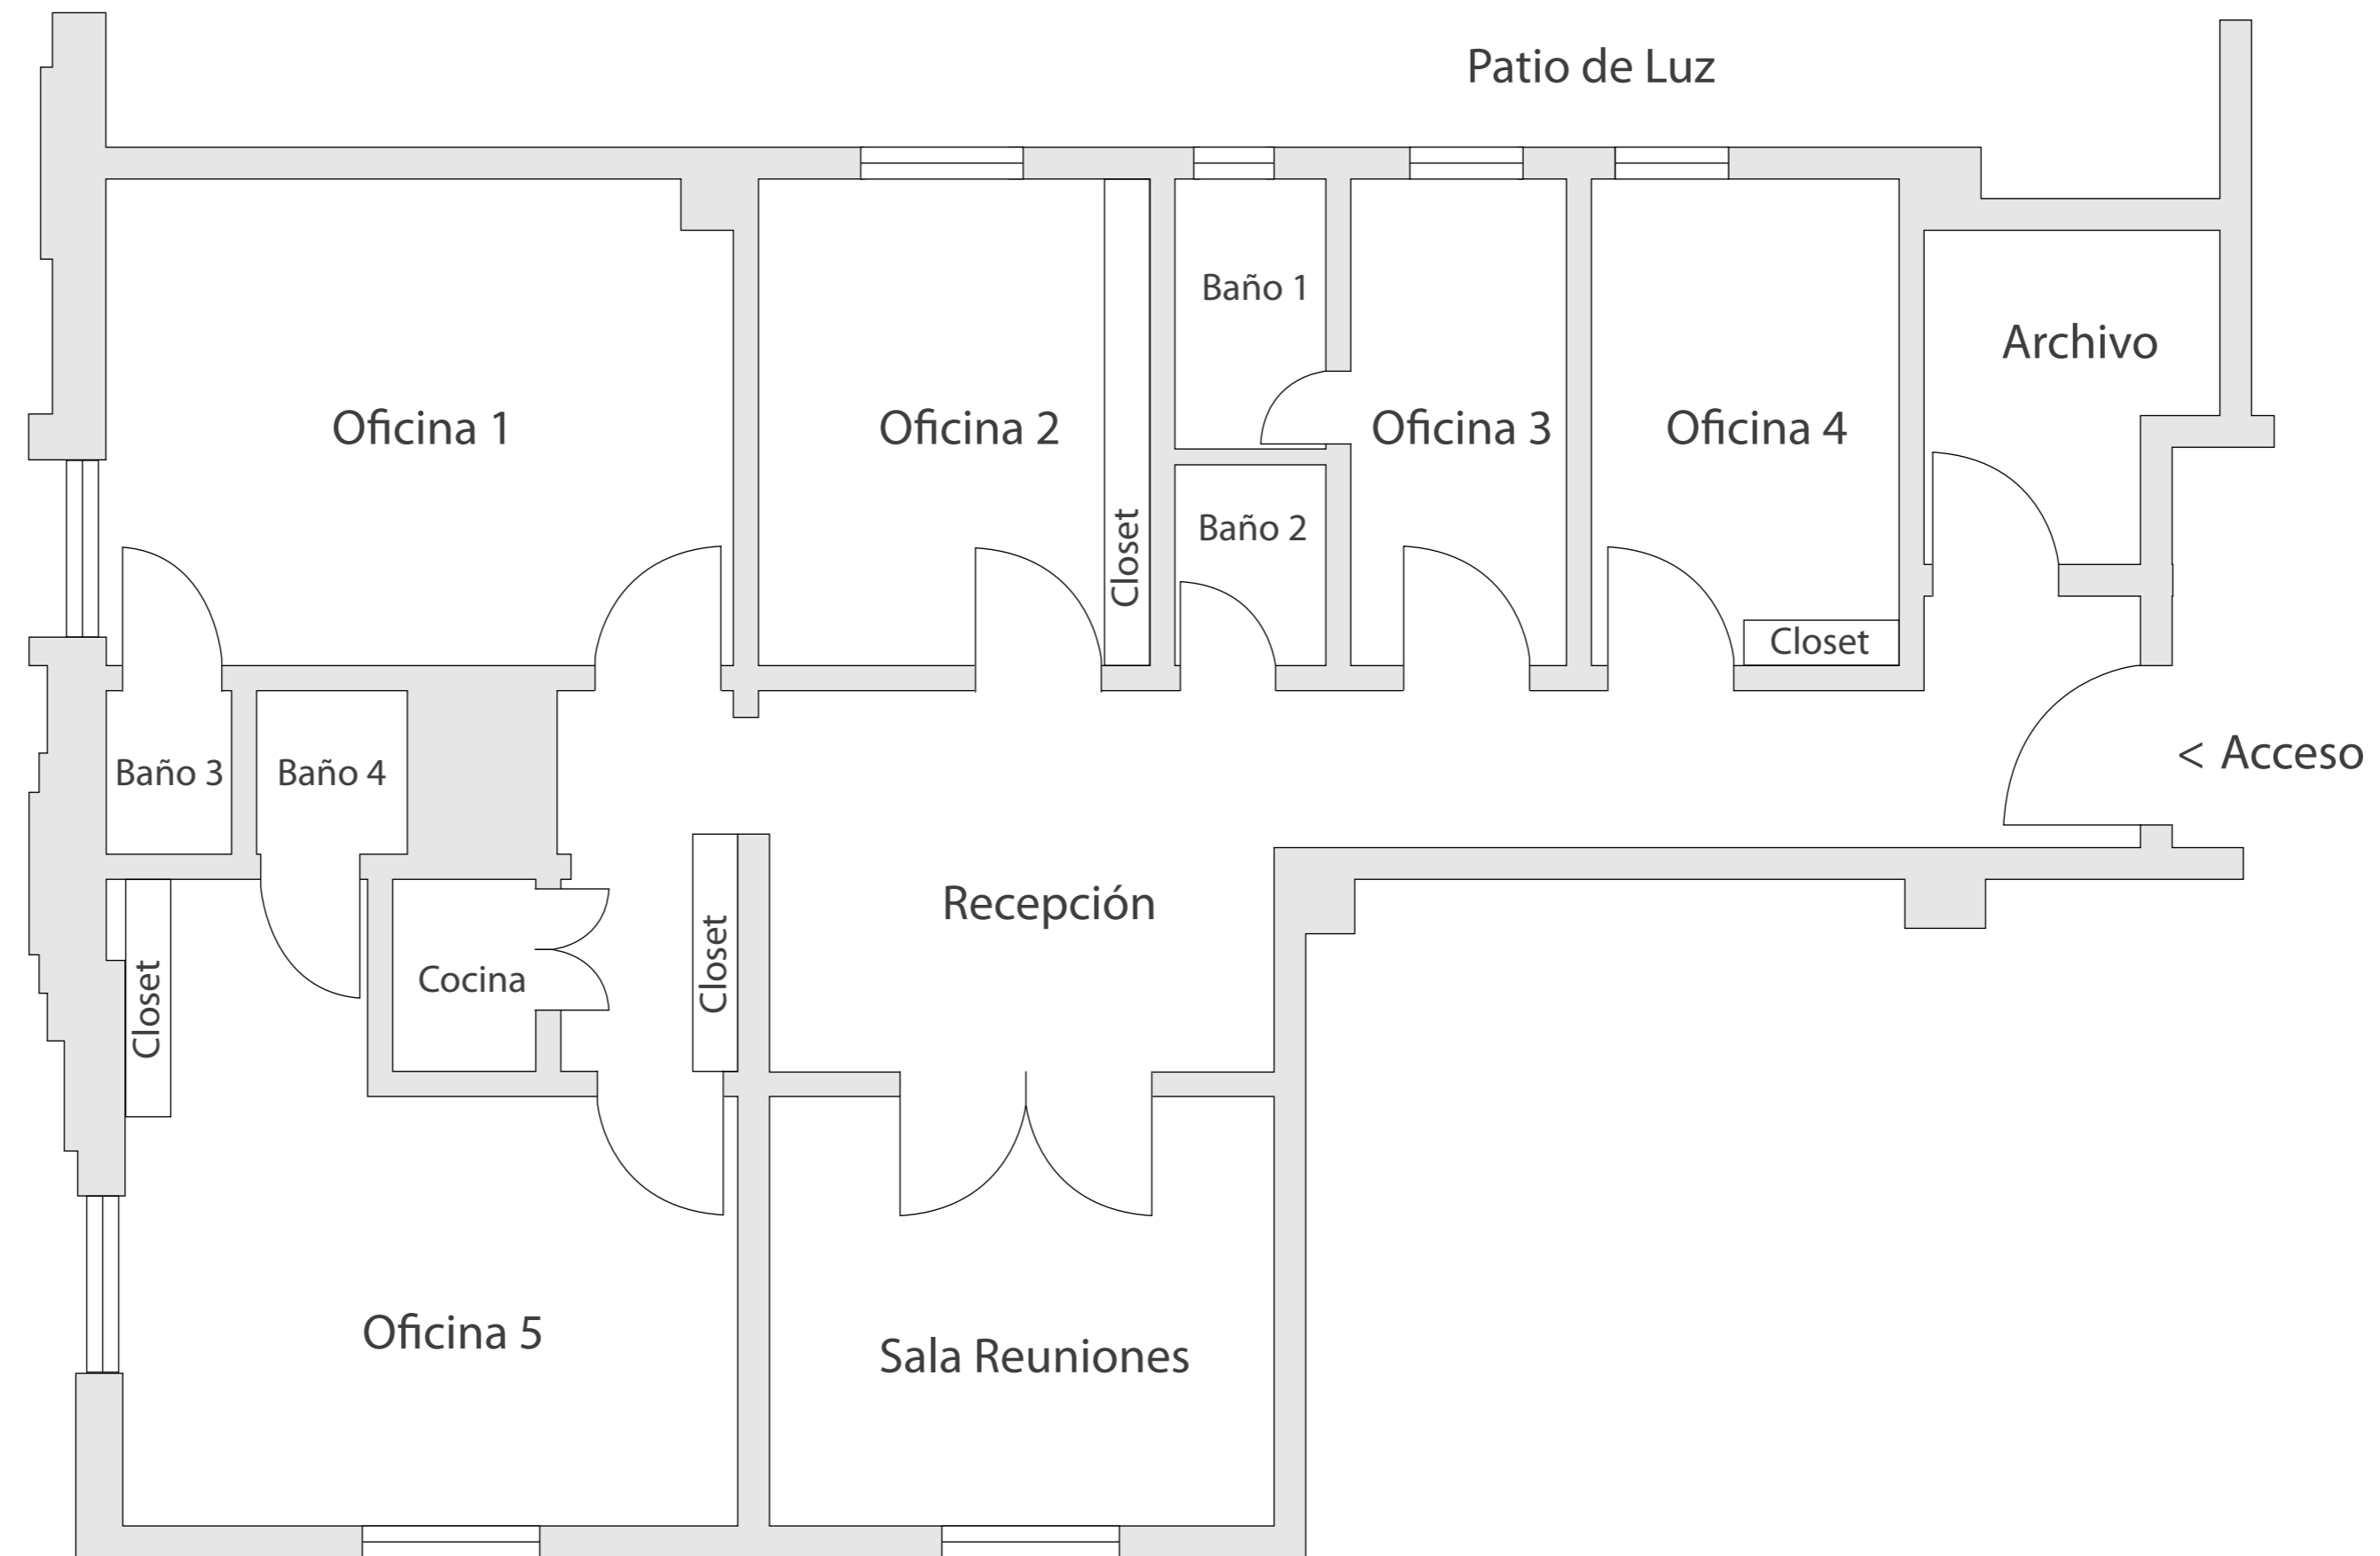 Patio de Luz
Baño 1
Archivo
Oficina 1
Oficina 2
Oficina 3
Oficina 4
Closet
Baño 2
Closet
Baño 3
Baño 4
< Acceso
Recepción
Closet
Cocina
Closet
Oficina 5
Sala Reuniones